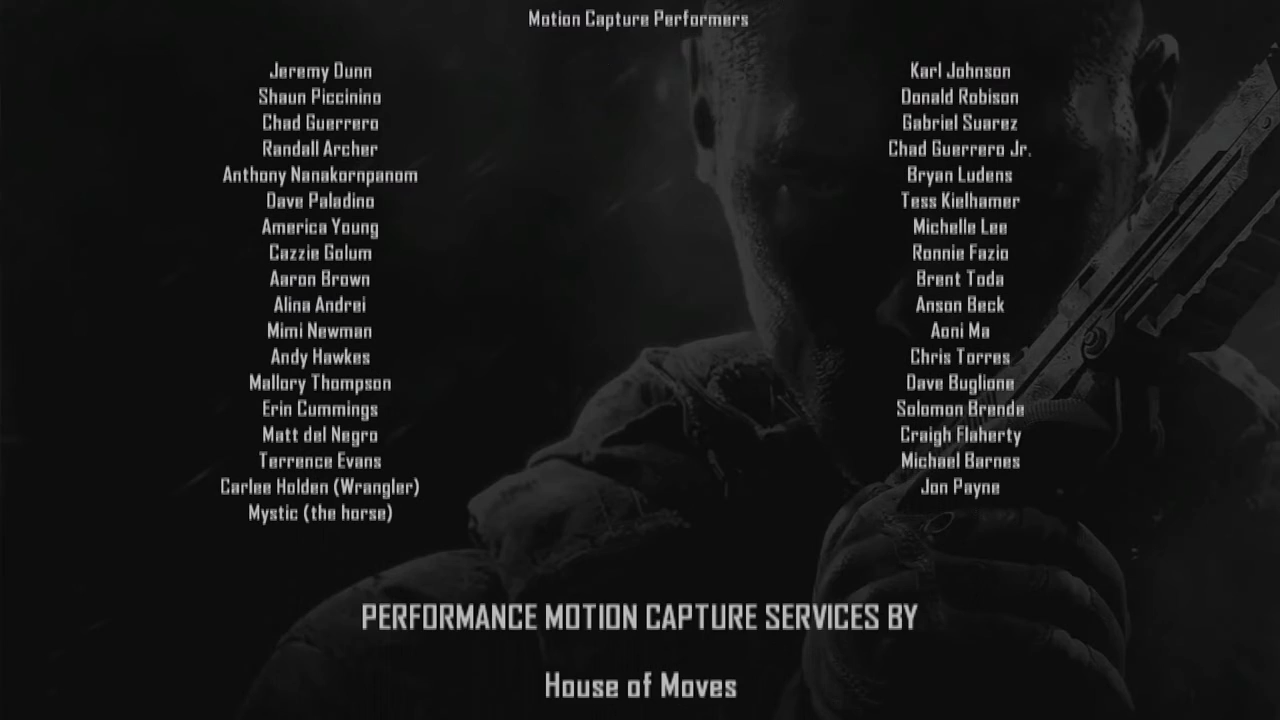 Motion Capture Performers
Jeremy Dunn
Shaun Piccinino
Chad Guerrero
Randall Archer
Anthony Nanakornpanom
Dave Paladino
America Young
Cazzie Golum
Aaron Brown
Alina Andrei
Mimi Newman
Andy Hawkes
Mallory Thompson
Erin Cummings
Matt del Negro
Terrence Evans
Carlee Holden (Wrangler)
Mystic (the horse)
Karl Johnson
Donald Robison
Gabriel Suarez
Chad Guerrero Jr.
Bryan Ludens
Tess Kielhamer
Michelle Lee
Ronnie Fazio
Brent Toda
Anson Beck
Aoni Ma
Chris Torres
Dave Buglione
Solomon Brende
Craigh Flaherty
Michael Barnes
Jon Payne
PERFORMANCE MOTION CAPTURE SERVICES BY
House of Moves